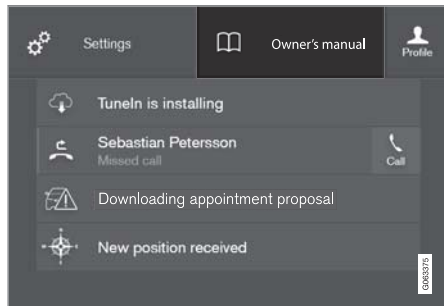 Settings
Owner's manual
Profile
TuneIn is installing
Sebastian Petersson
Missed call
Call
Downloading appointment proposal
New position received
G063375